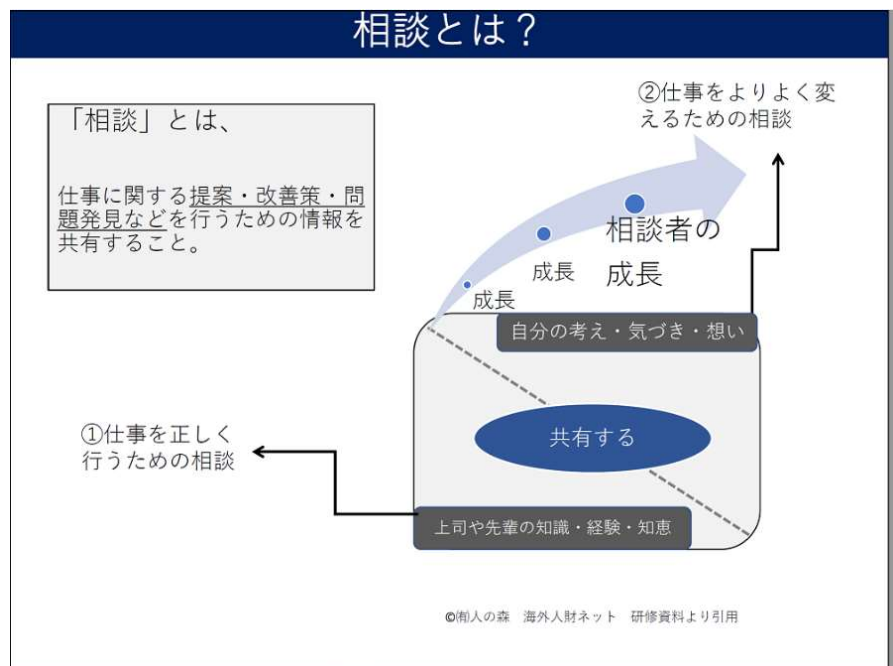 相談とは？
「相談」とは、
仕事に関する提案・改善策・問
題発見などを行うための情報を
共有すること。
②仕事をよりよく変
えるための相談
相談者の
成長
成長
成長
自分の考え・気づき・想い
共有する
①仕事を正しく
行うための相談
上司や先輩の知識・経験・知恵
©㈲人の森　海外人財ネット　研修資料より引用